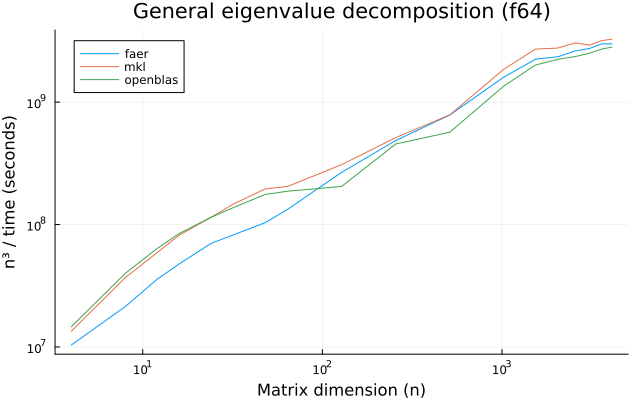 General eigenvalue decomposition (f64)
faer
mkl
openblas
n³ / time (seconds)
10⁹
10⁸
10⁷
10¹
10²
10³
Matrix dimension (n)